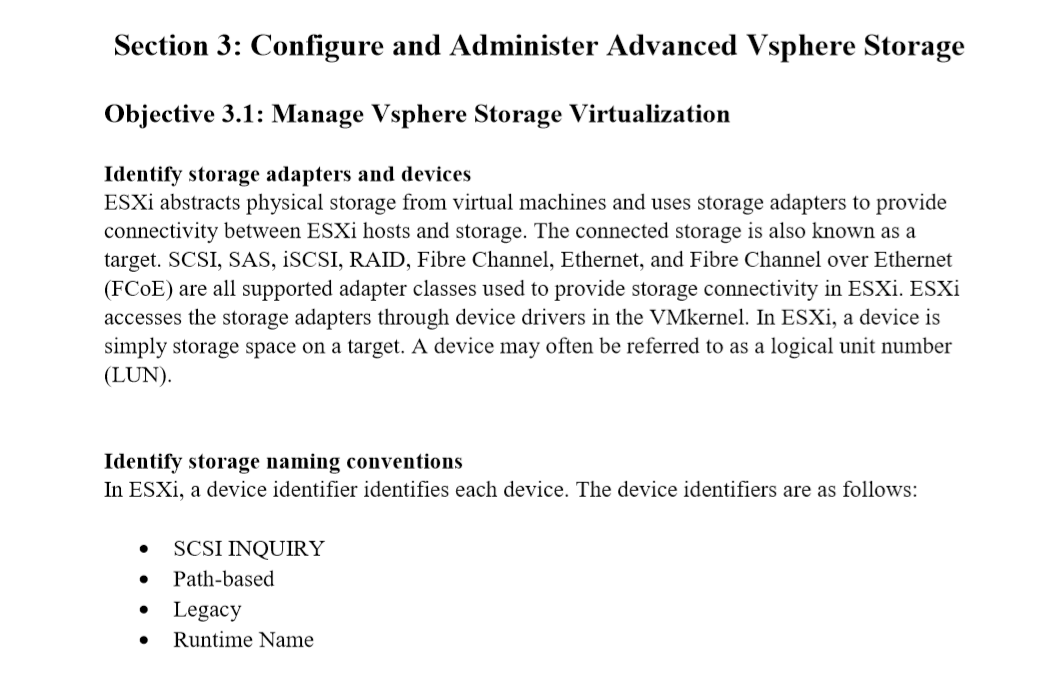 Section 3: Configure and Administer Advanced Vsphere Storage
Objective 3.1: Manage Vsphere Storage Virtualization
Identify storage adapters and devices
ESXi abstracts physical storage from virtual machines and uses storage adapters to provide
connectivity between ESXi hosts and storage. The connected storage is also known as a
target. SCSI, SAS, iSCSI, RAID, Fibre Channel, Ethernet, and Fibre Channel over Ethernet
(FCoE) are all supported adapter classes used to provide storage connectivity in ESXi. ESXi
accesses the storage adapters through device drivers in the VMkernel. In ESXi, a device is
simply storage space on a target. A device may often be referred to as a logical unit number
(LUN).
Identify storage naming conventions
In ESXi, a device identifier identifies each device. The device identifiers are as follows:
• SCSI INQUIRY
• Path-based
• Legacy
• Runtime Name